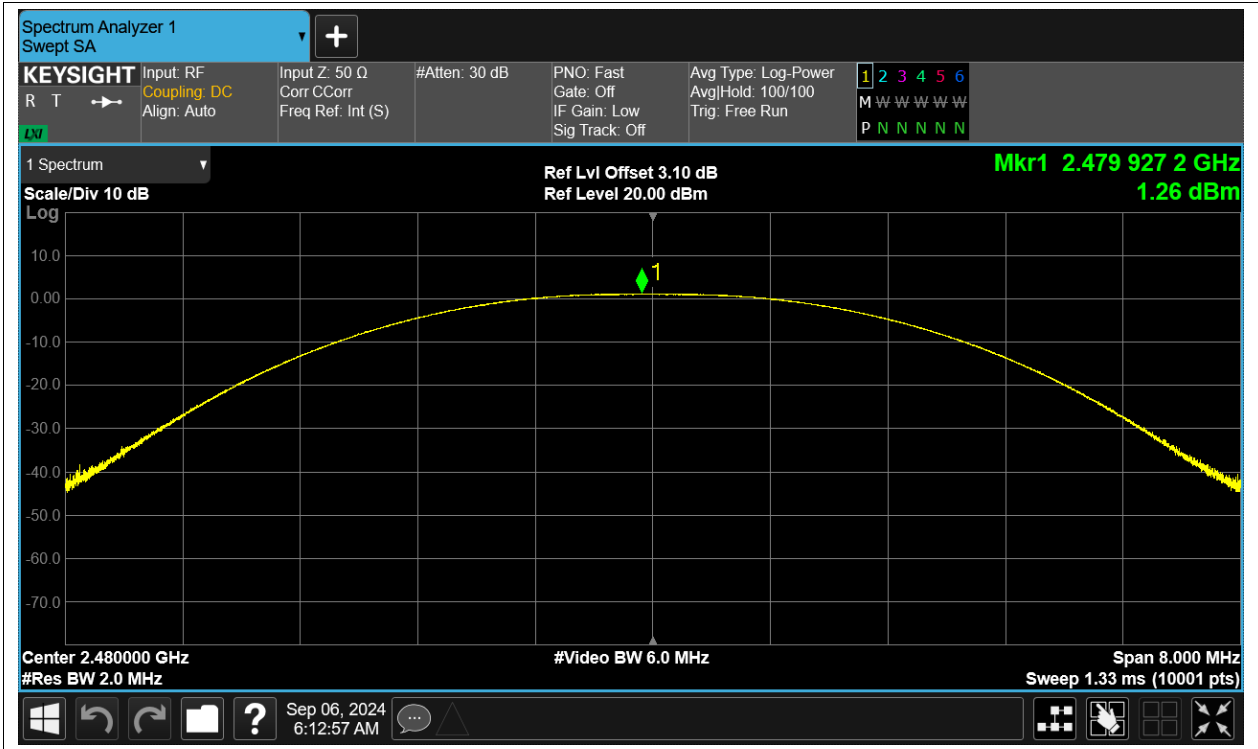 Spectrum Analyzer 1
Swept SA
+
KEYSIGHT
R T
LXI
Input: RF
Coupling: DC
Align: Auto
Input Z: 50 Ω
Corr CCorr
Freq Ref: Int (S)
#Atten: 30 dB
PNO: Fast
Gate: Off
IF Gain: Low
Sig Track: Off
Avg Type: Log-Power
Avg|Hold: 100/100
Trig: Free Run
1 2 3 4 5 6
M W W W W W
P N N N N N
1 Spectrum
Scale/Div 10 dB
Log
Ref Lvl Offset 3.10 dB
Ref Level 20.00 dBm
Mkr1 2.479 927 2 GHz
1.26 dBm
1
10.0
0.00
-10.0
-20.0
-30.0
-40.0
-50.0
-60.0
-70.0
Center 2.480000 GHz
#Video BW 6.0 MHz
Span 8.000 MHz
#Res BW 2.0 MHz
Sweep 1.33 ms (10001 pts)
?
Sep 06, 2024
6:12:57 AM